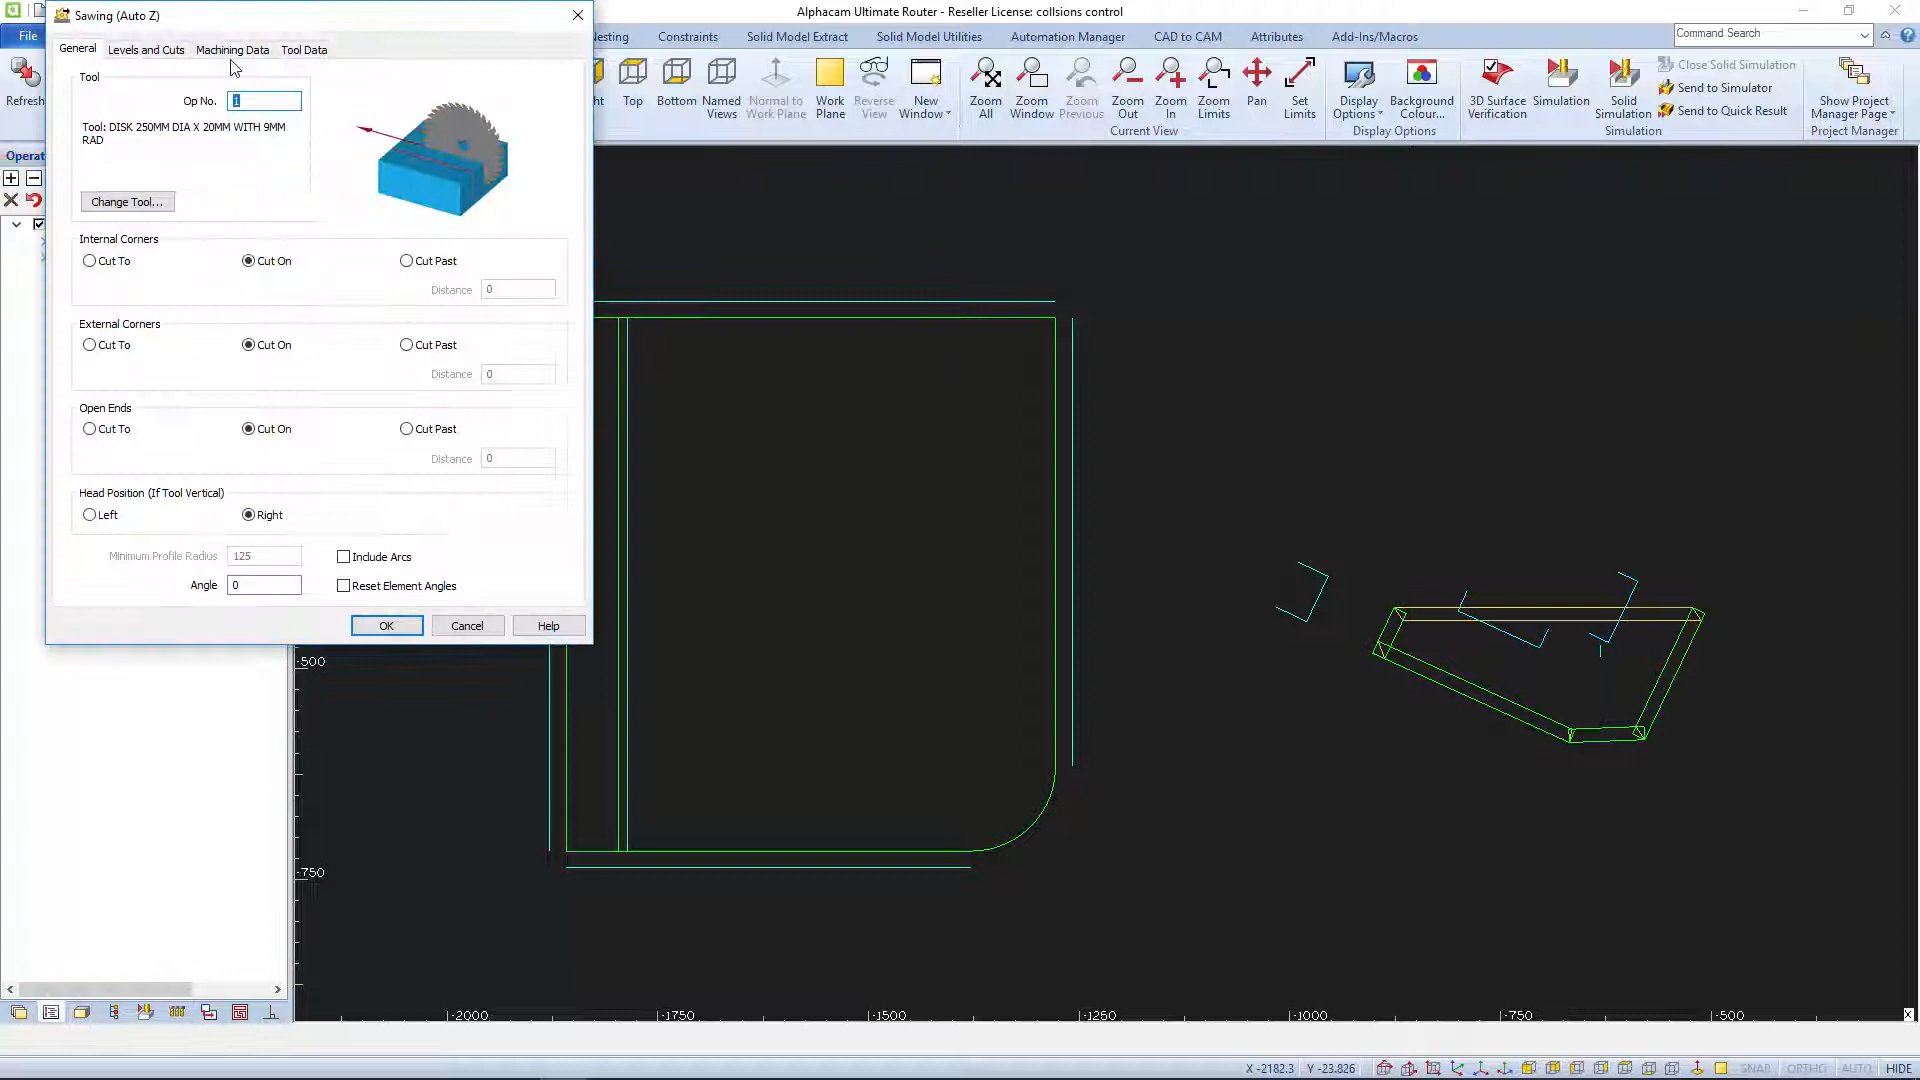 Sawing (Auto Z)
Alphacam Ultimate Router - Reseller License: collsions control
File
esting
Constraints
Solid Model Extract
Solid Model Utilities
Automation Manager
CAD to CAM
Attributes
Add-Ins/Macros
Command Search
General
Levels and Cuts
Machining Data
Tool Data
Refresh
ht
Top
Bottom
Named Views
Normal to Work Plane
Work Plane
Reverse View
New Window
Zoom All
Zoom Window
Zoom Previous
Zoom Out
Zoom In
Zoom Limits
Pan
Set Limits
Current View
Display Options
Background Colour...
Display Options
3D Surface Verification
Simulation
Solid Simulation
Close Solid Simulation
Send to Simulator
Send to Quick Result
Simulation
Show Project Manager Page
Project Manager
Operat
Tool
Op No. 1
Tool: DISK 250MM DIA X 20MM WITH 9MM
RAD
Change Tool...
Internal Corners
Cut To
Cut On
Cut Past
Distance 0
External Corners
Cut To
Cut On
Cut Past
Distance 0
Open Ends
Cut To
Cut On
Cut Past
Distance 0
Head Position (If Tool Vertical)
Left
Right
Minimum Profile Radius 125
Include Arcs
Angle 0
Reset Element Angles
OK
Cancel
Help
-500
-750
-2000
-1750
-1500
-1250
-1000
-750
-500
X
X -2182.3
Y -23.826
SNAP
ORTHO
AUTO
HIDE